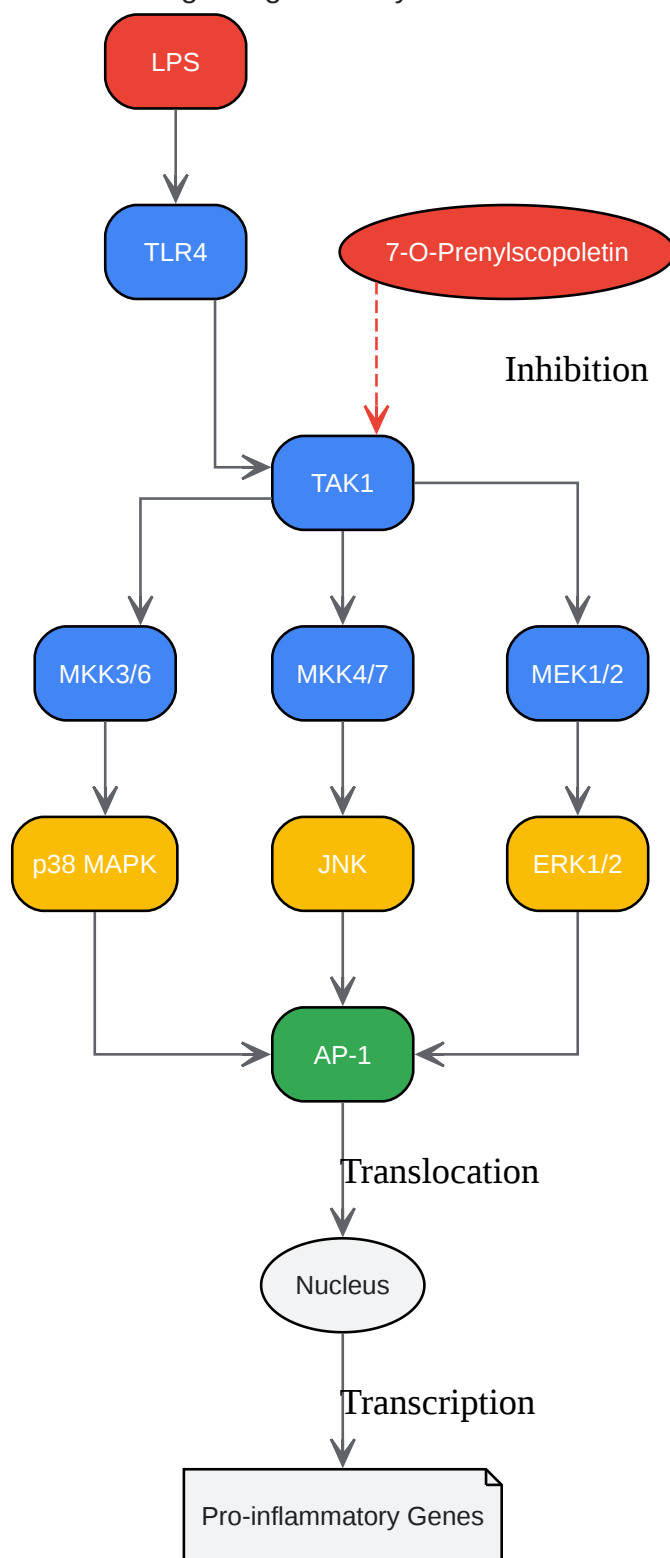 LPS
TLR4
7-O-Prenylscopoletin
Inhibition
TAK1
MKK3/6
MKK4/7
MEK1/2
p38 MAPK
JNK
ERK1/2
AP-1
Translocation
Nucleus
Transcription
Pro-inflammatory Genes